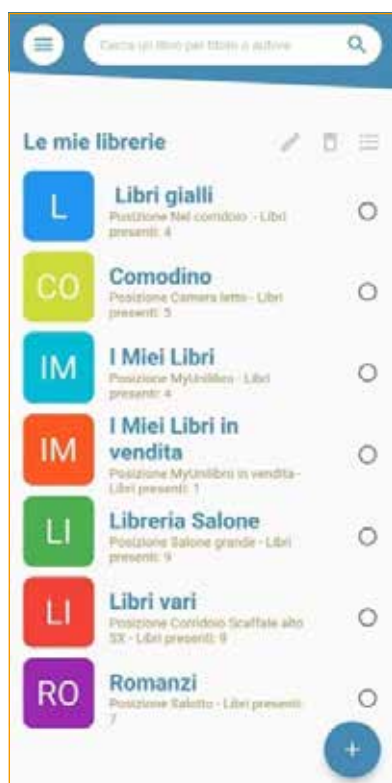 Cerca un libro per titolo o autore
Le mie librerie
L
Libri gialli
Posizione Nel corridoio - Libri
presenti: 4
CO
Comodino
Posizione Camera letto - Libri
presenti: 5
IM
I Miei Libri
Posizione MyUnilibro - Libri
presenti: 4
IM
I Miei Libri in
vendita
Posizione MyUnilibro in vendita -
Libri presenti: 1
LI
Libreria Salone
Posizione Salone grande - Libri
presenti: 9
LI
Libri vari
Posizione Corridoio Scaffale alto
SX - Libri presenti: 9
RO
Romanzi
Posizione Salotto - Libri presenti:
7
+